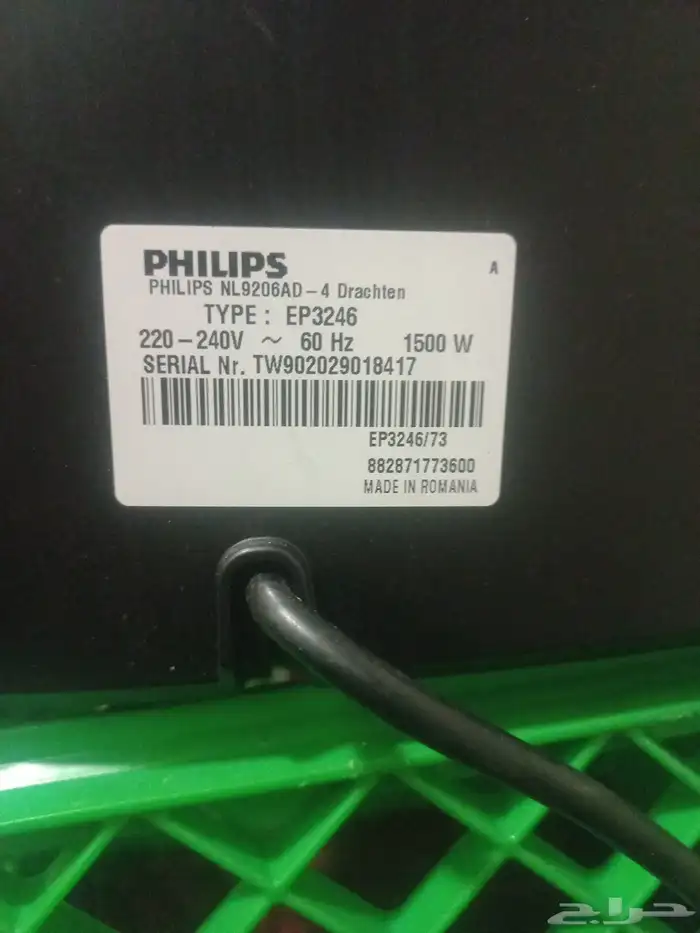 PHILIPS
A
PHILIPS NL9206AD-4 Drachten
TYPE : EP3246
220-240V ~ 60 Hz 1500 W
SERIAL Nr. TW902029018417
EP3246/73
882871773600
MADE IN ROMANIA
حراج